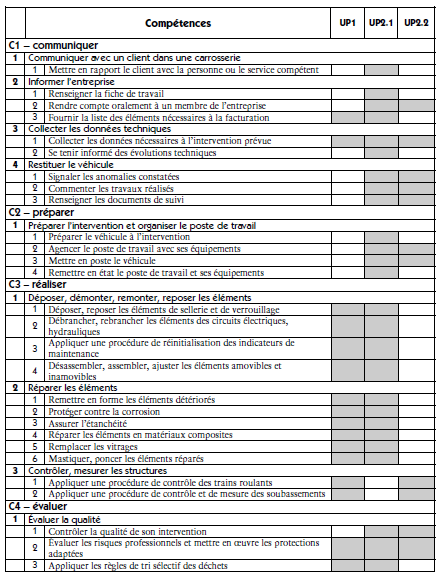 Compétences UP1 UP2.1 UP2.2
C1 – communiquer
1 Communiquer avec un client dans une carrosserie
1 Mettre en rapport le client avec la personne ou le service compétent
2 Informer l'entreprise
1 Renseigner la fiche de travail
2 Rendre compte oralement à un membre de l'entreprise
3 Fournir la liste des éléments nécessaires à la facturation
3 Collecter les données techniques
1 Collecter les données nécessaires à l'intervention prévue
2 Se tenir informé des évolutions techniques
4 Restituer le véhicule
1 Signaler les anomalies constatées
2 Commenter les travaux réalisés
3 Renseigner les documents de suivi
C2 – préparer
1 Préparer l'intervention et organiser le poste de travail
1 Préparer le véhicule à l'intervention
2 Agencer le poste de travail avec ses équipements
3 Mettre en poste le véhicule
4 Remettre en état le poste de travail et ses équipements
C3 – réaliser
1 Déposer, démonter, remonter, reposer les éléments
1 Déposer, reposer les éléments de sellerie et de verrouillage
2 Débrancher, rebrancher les éléments des circuits électriques,
hydrauliques
3 Appliquer une procédure de réinitialisation des indicateurs de
maintenance
4 Désassembler, assembler, ajuster les éléments amovibles et
inamovibles
2 Réparer les éléments
1 Remettre en forme les éléments détériorés
2 Protéger contre la corrosion
3 Assurer l'étanchéité
4 Réparer les éléments en matériaux composites
5 Remplacer les vitrages
6 Mastiquer, poncer les éléments réparés
3 Contrôler, mesurer les structures
1 Appliquer une procédure de contrôle des trains roulants
2 Appliquer une procédure de contrôle et de mesure des soubassements
C4 – évaluer
1 Évaluer la qualité
1 Contrôler la qualité de son intervention
2 Évaluer les risques professionnels et mettre en œuvre les protections
adaptées
3 Appliquer les règles de tri sélectif des déchets